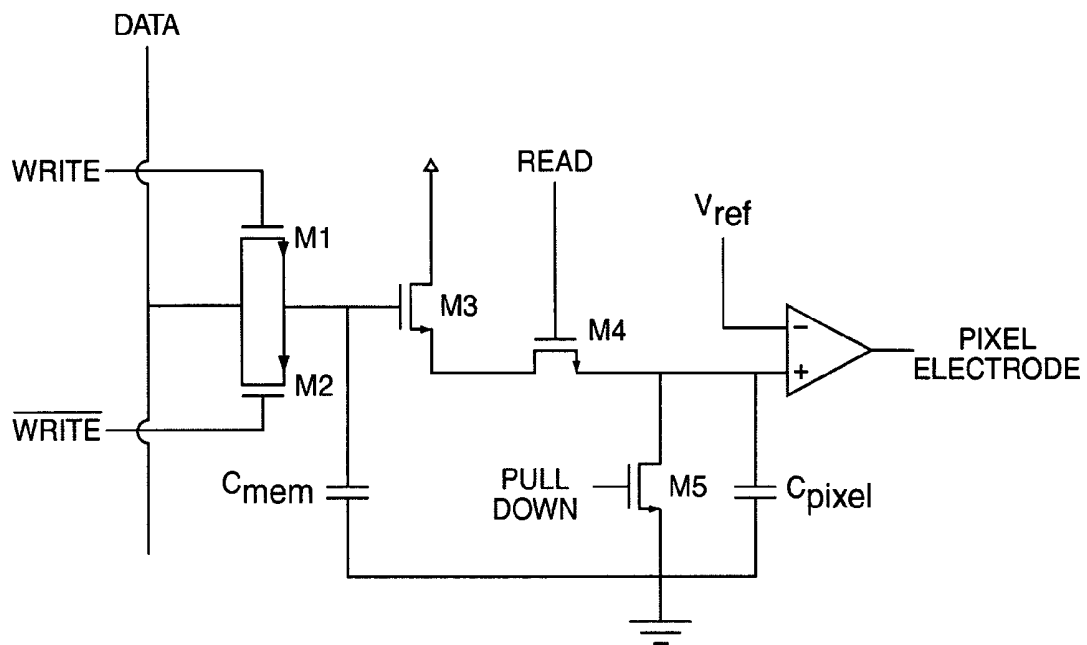 DATA
WRITE
READ
Vref
M1
M3
M4
PIXEL
ELECTRODE
−
+
M2
WRITE
Cmem
PULL
DOWN
M5
Cpixel